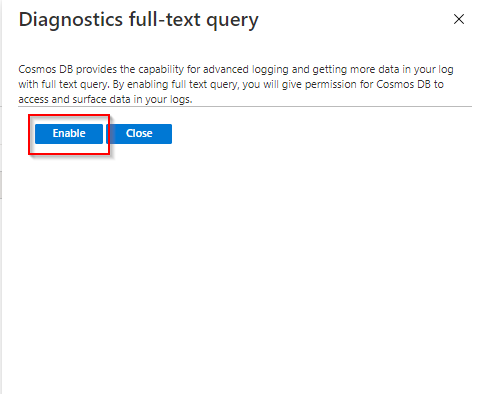 Diagnostics full-text query
Cosmos DB provides the capability for advanced logging and getting more data in your log
with full text query. By enabling full text query, you will give permission for Cosmos DB to
access and surface data in your logs.
Enable Close